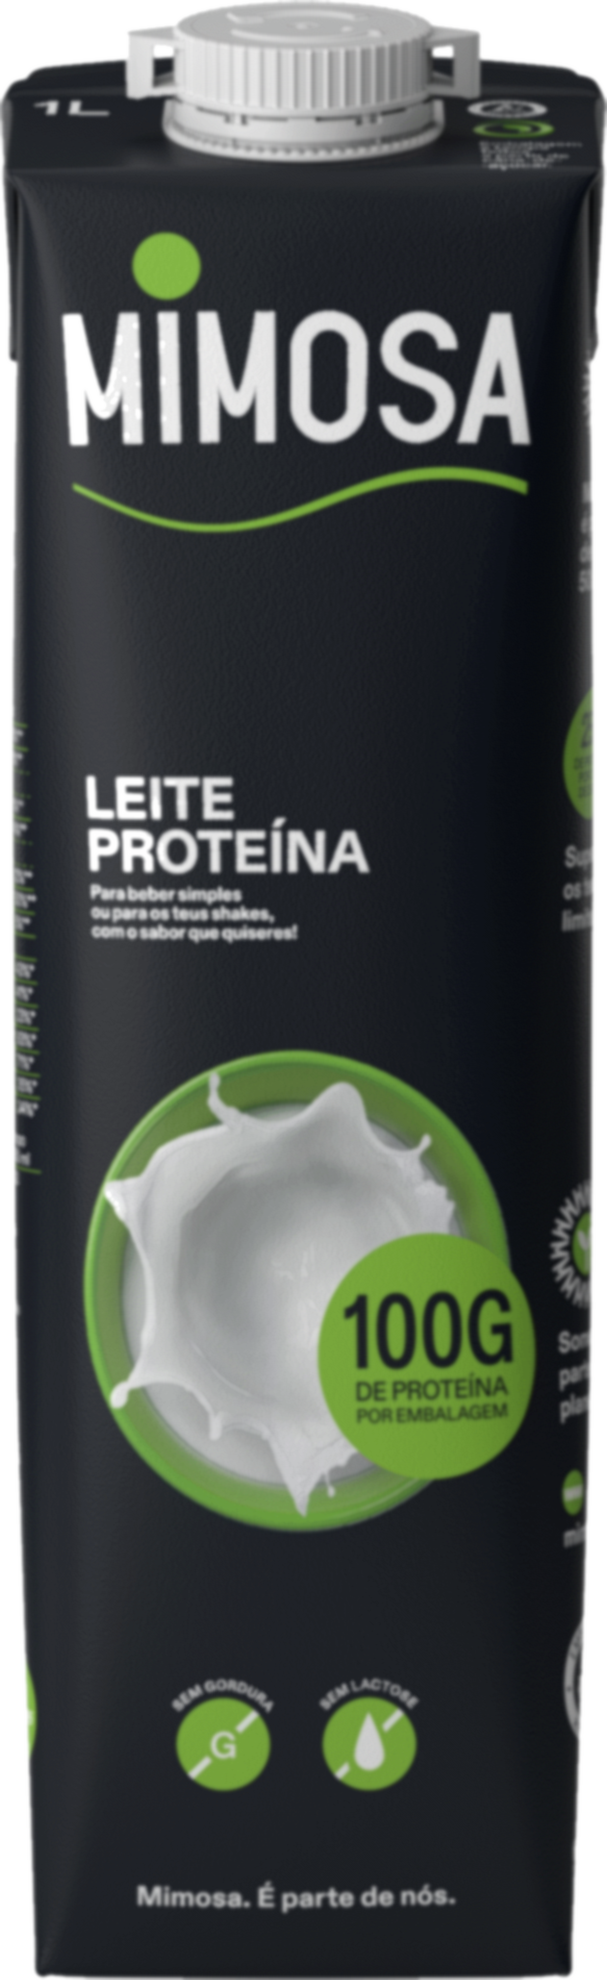 1L
MIMOSA
LEITE
PROTEÍNA
Para beber simples
ou para os teus shakes,
com o sabor que quiseres!
100G
DE PROTEÍNA
POR EMBALAGEM
SEM GORDURA
G
SEM LACTOSE
Mimosa. É parte de nós.